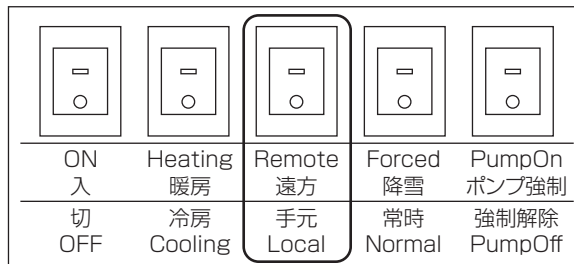 ON Heating Remote Forced PumpOn
入 暖房 遠方 降雪 ポンプ強制
切 冷房 手元 常時 強制解除
OFF Cooling Local Normal PumpOff